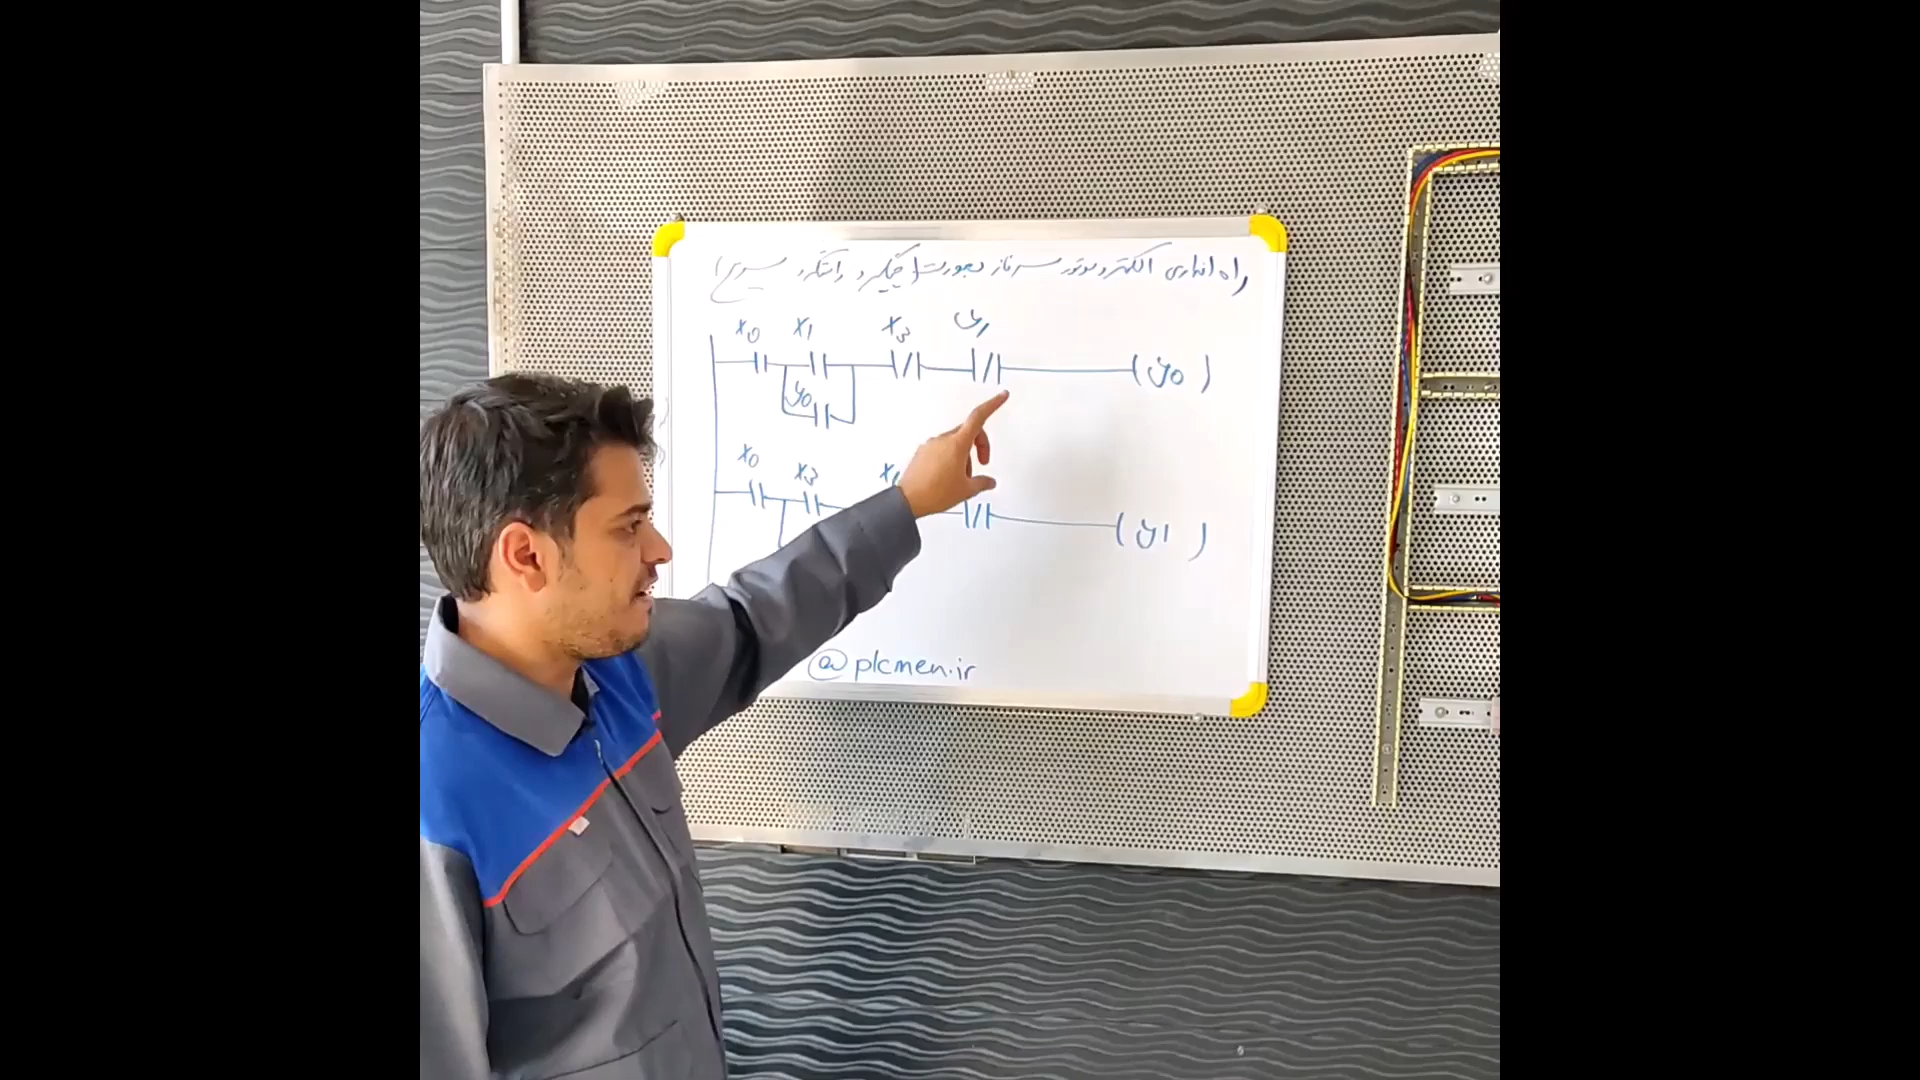 راه اندازی الکتروموتور سه فاز بصورت (چپگرد راستگرد سریع)
X0 X1 X3 Y1
(Y0)
Y0
X0 X3
(Y1)
@plcmen.ir